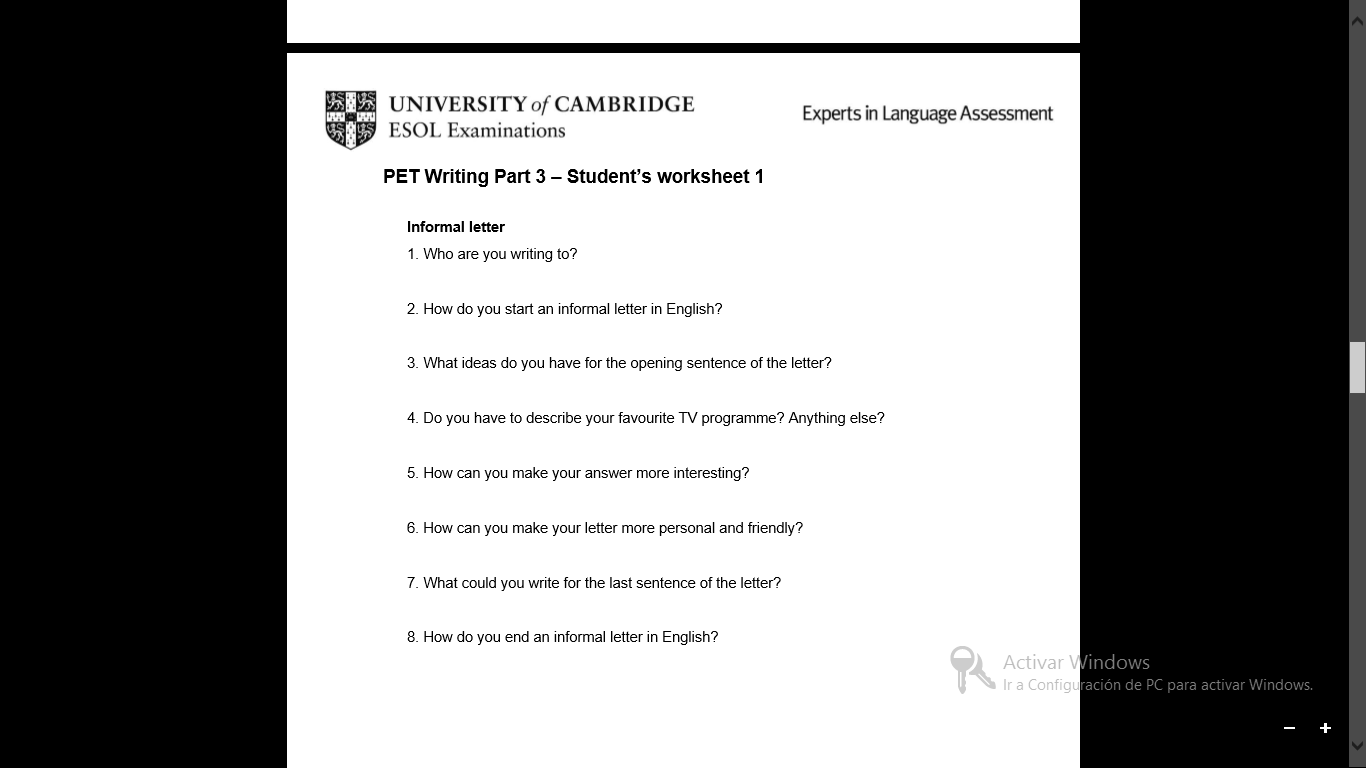 UNIVERSITY of CAMBRIDGE
ESOL Examinations
Experts in Language Assessment
PET Writing Part 3 – Student's worksheet 1
Informal letter
1. Who are you writing to?
2. How do you start an informal letter in English?
3. What ideas do you have for the opening sentence of the letter?
4. Do you have to describe your favourite TV programme? Anything else?
5. How can you make your answer more interesting?
6. How can you make your letter more personal and friendly?
7. What could you write for the last sentence of the letter?
8. How do you end an informal letter in English?
Activar Windows
Ir a Configuración de PC para activar Windows.